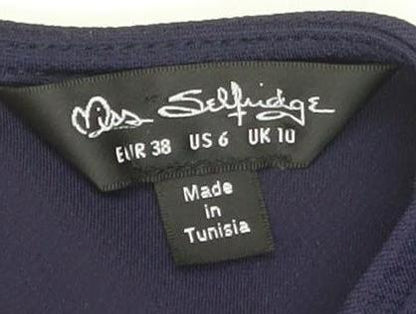 Miss Selfridge
EUR 38 US 6 UK 10
Made
in
Tunisia